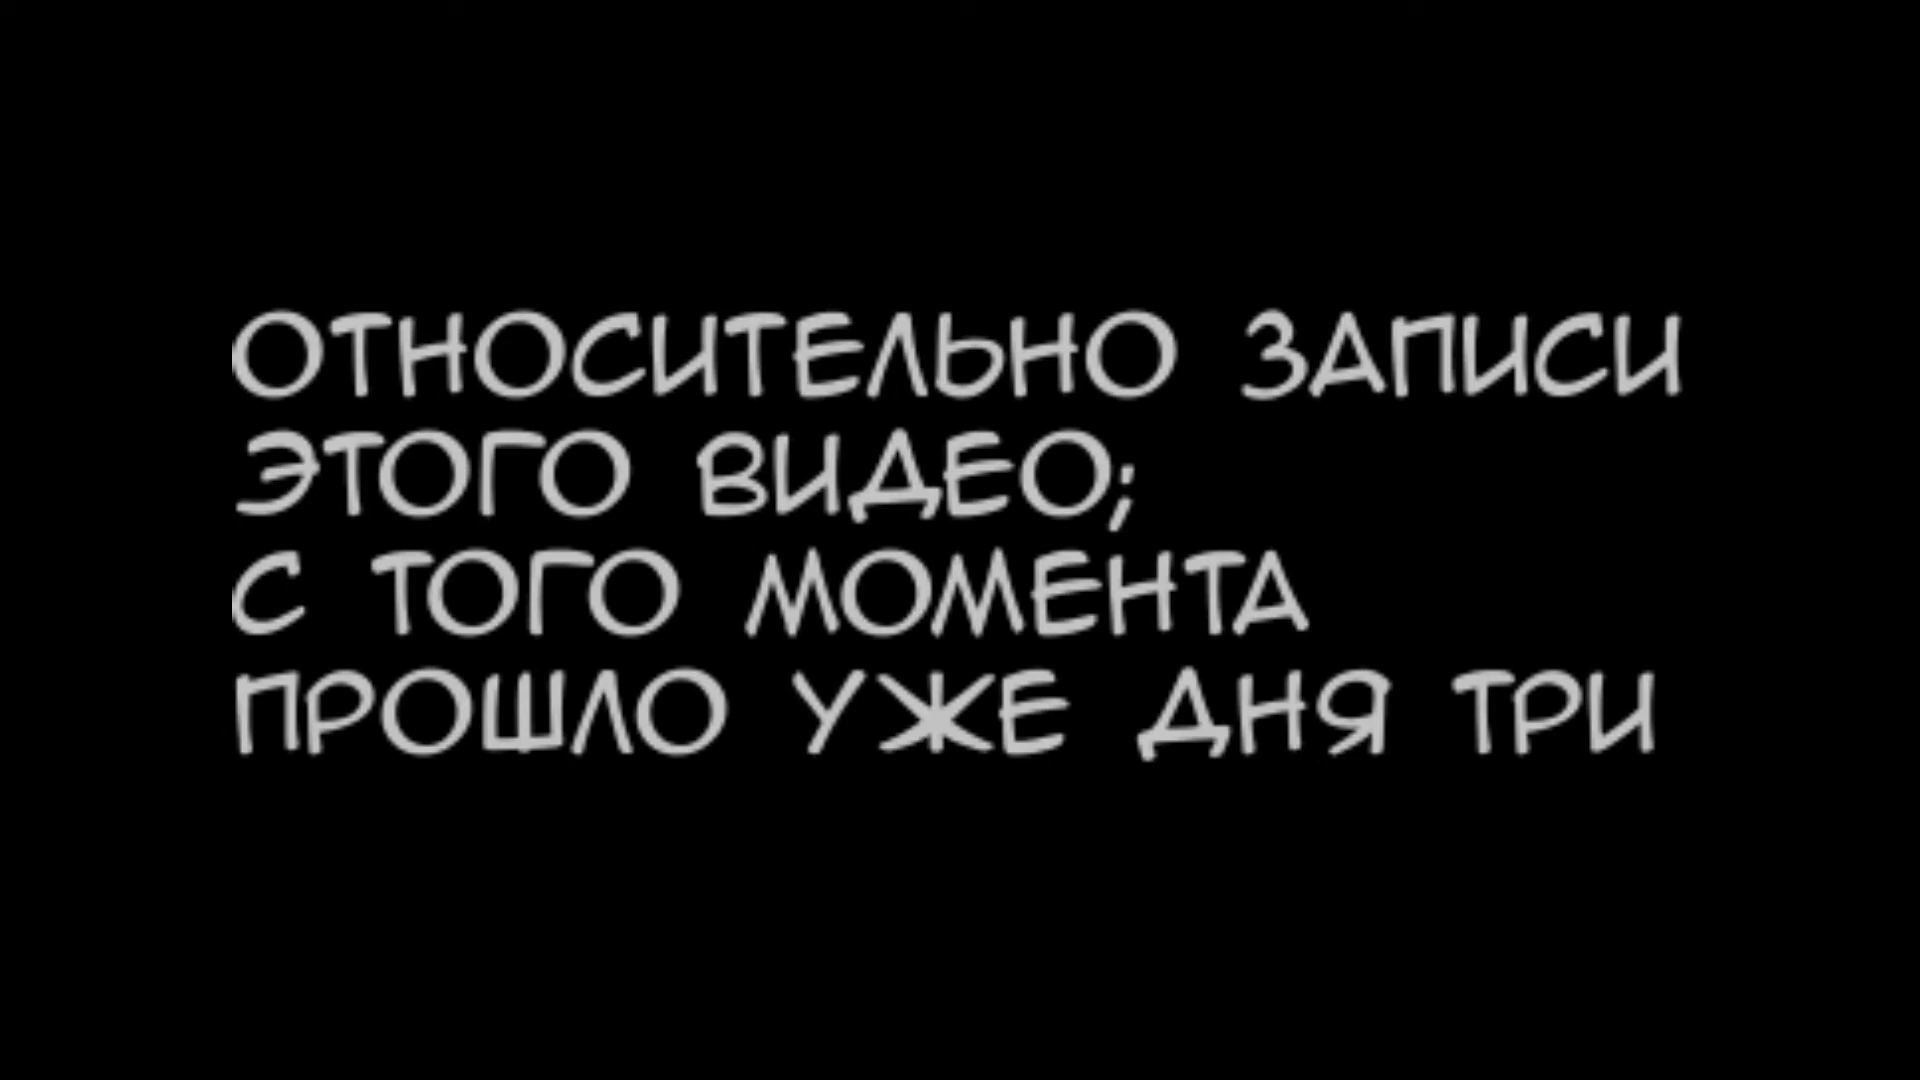 ОТНОСИТЕЛЬНО ЗАПИСИ
ЭТОГО ВИДЕО;
С ТОГО МОМЕНТА
ПРОШЛО УЖЕ ДНЯ ТРИ